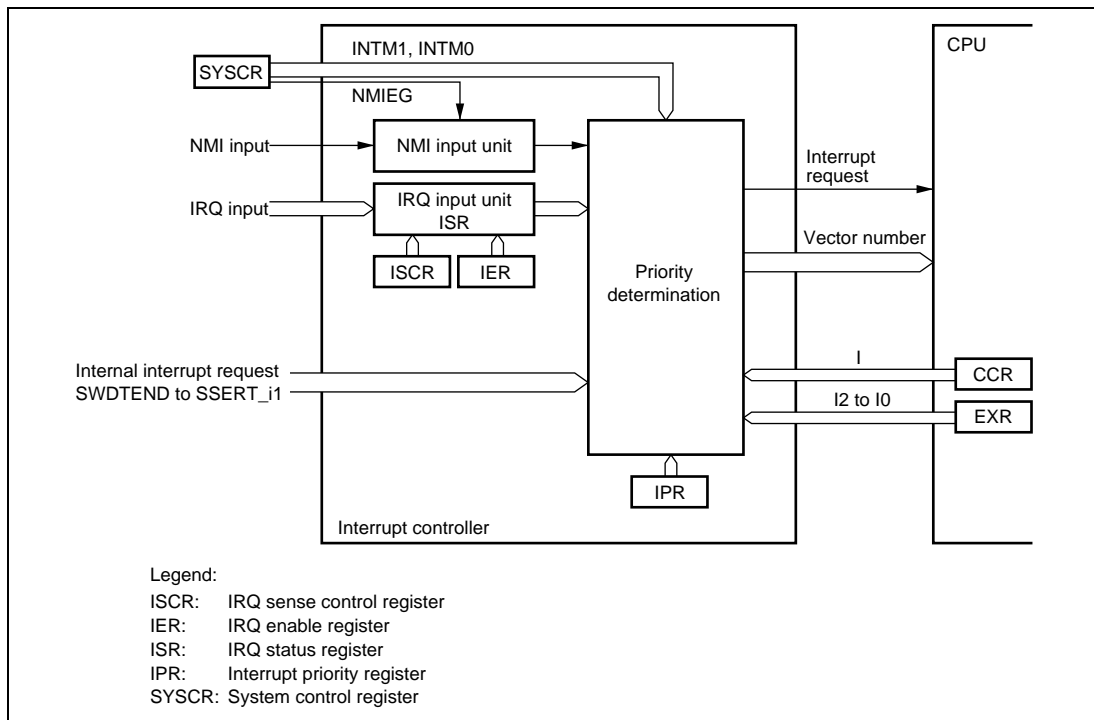 INTM1, INTM0
CPU
SYSCR
NMIEG
NMI input
NMI input unit
Interrupt
request
IRQ input
IRQ input unit
ISR
Vector number
ISCR
IER
Priority
determination
Internal interrupt request
SWDTEND to SSERT_i1
I
CCR
I2 to I0
EXR
IPR
Interrupt controller
Legend:
ISCR: IRQ sense control register
IER: IRQ enable register
ISR: IRQ status register
IPR: Interrupt priority register
SYSCR: System control register